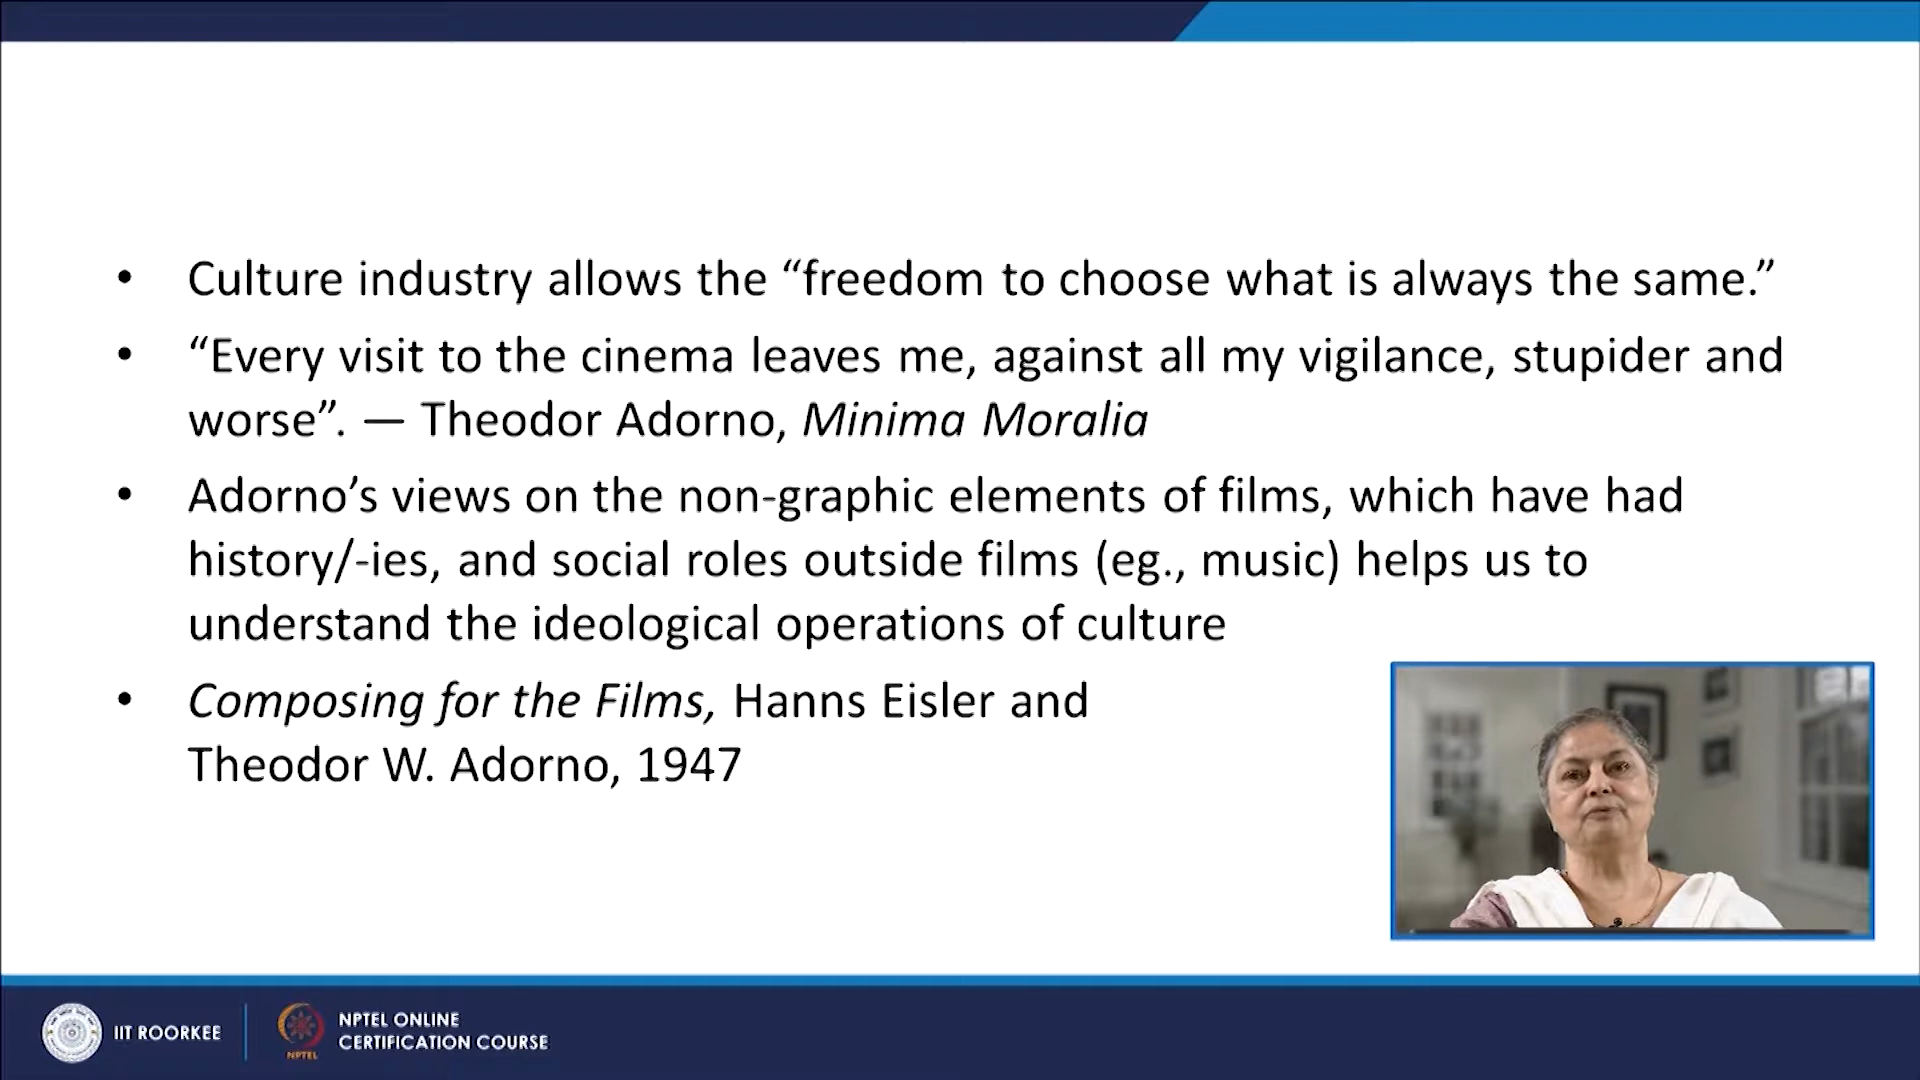 • Culture industry allows the “freedom to choose what is always the same.”
• “Every visit to the cinema leaves me, against all my vigilance, stupider and
worse”. — Theodor Adorno, Minima Moralia
• Adorno’s views on the non-graphic elements of films, which have had
history/-ies, and social roles outside films (eg., music) helps us to
understand the ideological operations of culture
• Composing for the Films, Hanns Eisler and
Theodor W. Adorno, 1947
IIT ROORKEE
NPTEL
NPTEL ONLINE
CERTIFICATION COURSE